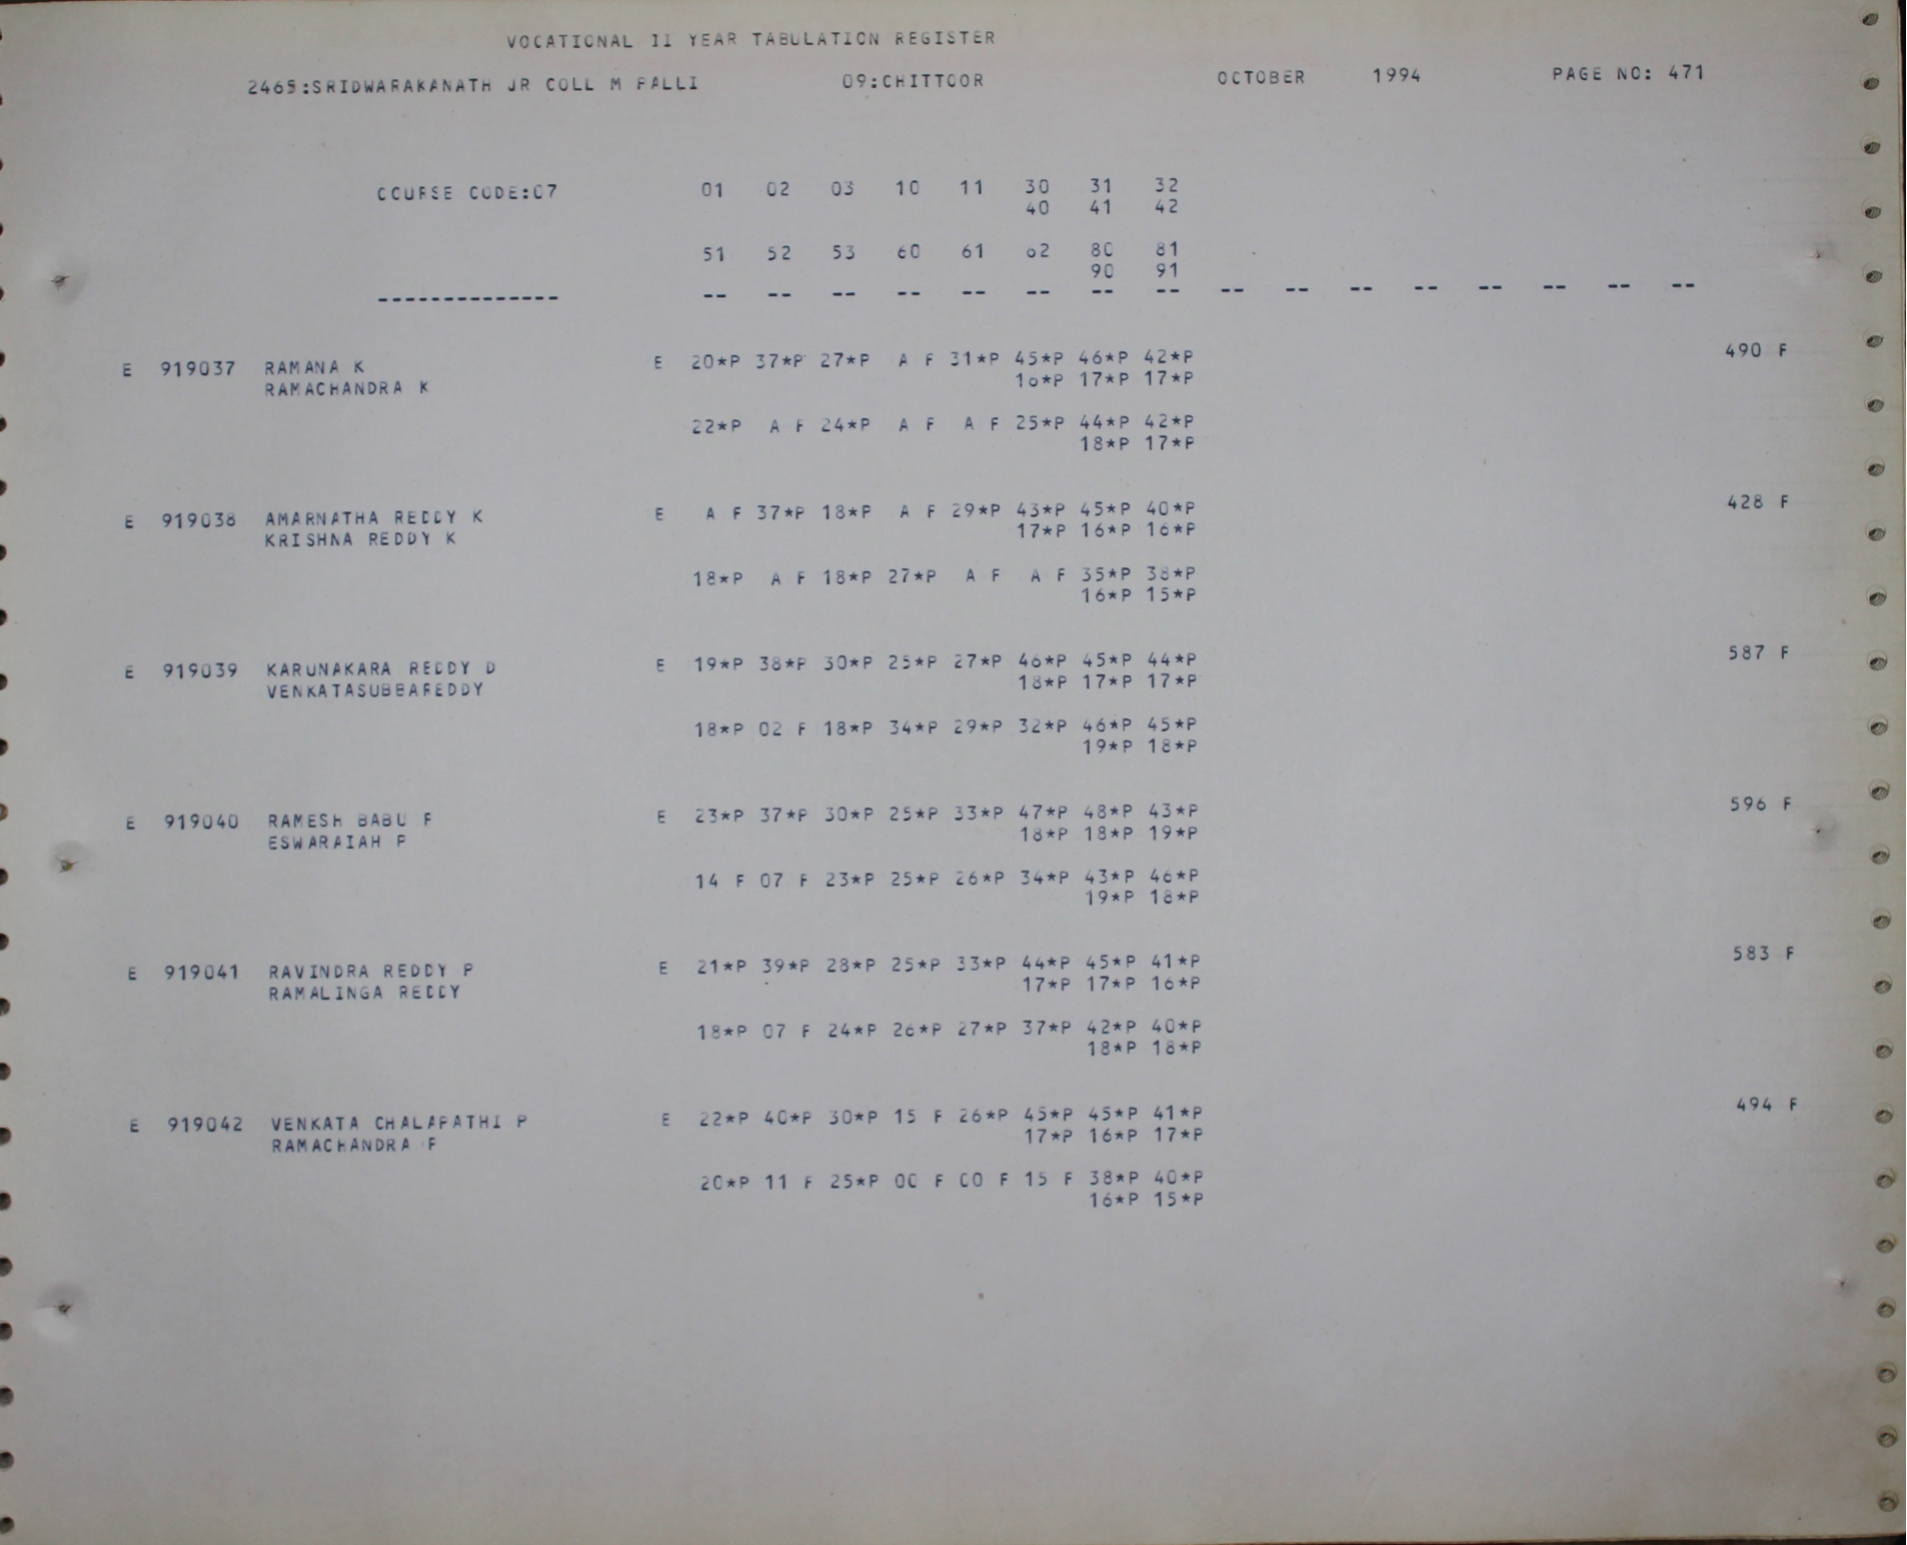 VOCATIONAL II YEAR TABULATION REGISTER
2465:SRIDWARAKANATH JR COLL M PALLI 09:CHITTOOR OCTOBER 1994 PAGE NO: 471
COURSE CODE:07 01 02 03 10 11 30 31 32
40 41 42
51 52 53 60 61 62 80 81
90 91
-------------- -- -- -- -- -- -- -- -- -- -- -- -- -- -- -- --
E 919037 RAMANA K E 20*P 37*P 27*P A F 31*P 45*P 46*P 42*P 490 F
RAMACHANDRA K 16*P 17*P 17*P
22*P A F 24*P A F A F 25*P 44*P 42*P
18*P 17*P
E 919038 AMARNATHA REDDY K E A F 37*P 18*P A F 29*P 43*P 45*P 40*P 428 F
KRISHNA REDDY K 17*P 16*P 16*P
18*P A F 18*P 27*P A F A F 35*P 38*P
16*P 15*P
E 919039 KARUNAKARA REDDY D E 19*P 38*P 30*P 25*P 27*P 46*P 45*P 44*P 587 F
VENKATASUBBAREDDY 18*P 17*P 17*P
18*P 02 F 18*P 34*P 29*P 32*P 46*P 45*P
19*P 18*P
E 919040 RAMESH BABU P E 23*P 37*P 30*P 25*P 33*P 47*P 48*P 43*P 596 F
ESWARAIAH P 18*P 18*P 19*P
14 F 07 F 23*P 25*P 26*P 34*P 43*P 46*P
19*P 18*P
E 919041 RAVINDRA REDDY P E 21*P 39*P 28*P 25*P 33*P 44*P 45*P 41*P 583 F
RAMALINGA REDDY 17*P 17*P 16*P
18*P 07 F 24*P 26*P 27*P 37*P 42*P 40*P
18*P 18*P
E 919042 VENKATA CHALAPATHI P E 22*P 40*P 30*P 15 F 26*P 45*P 45*P 41*P 494 F
RAMACHANDRA P 17*P 16*P 17*P
20*P 11 F 25*P 00 F 00 F 15 F 38*P 40*P
16*P 15*P